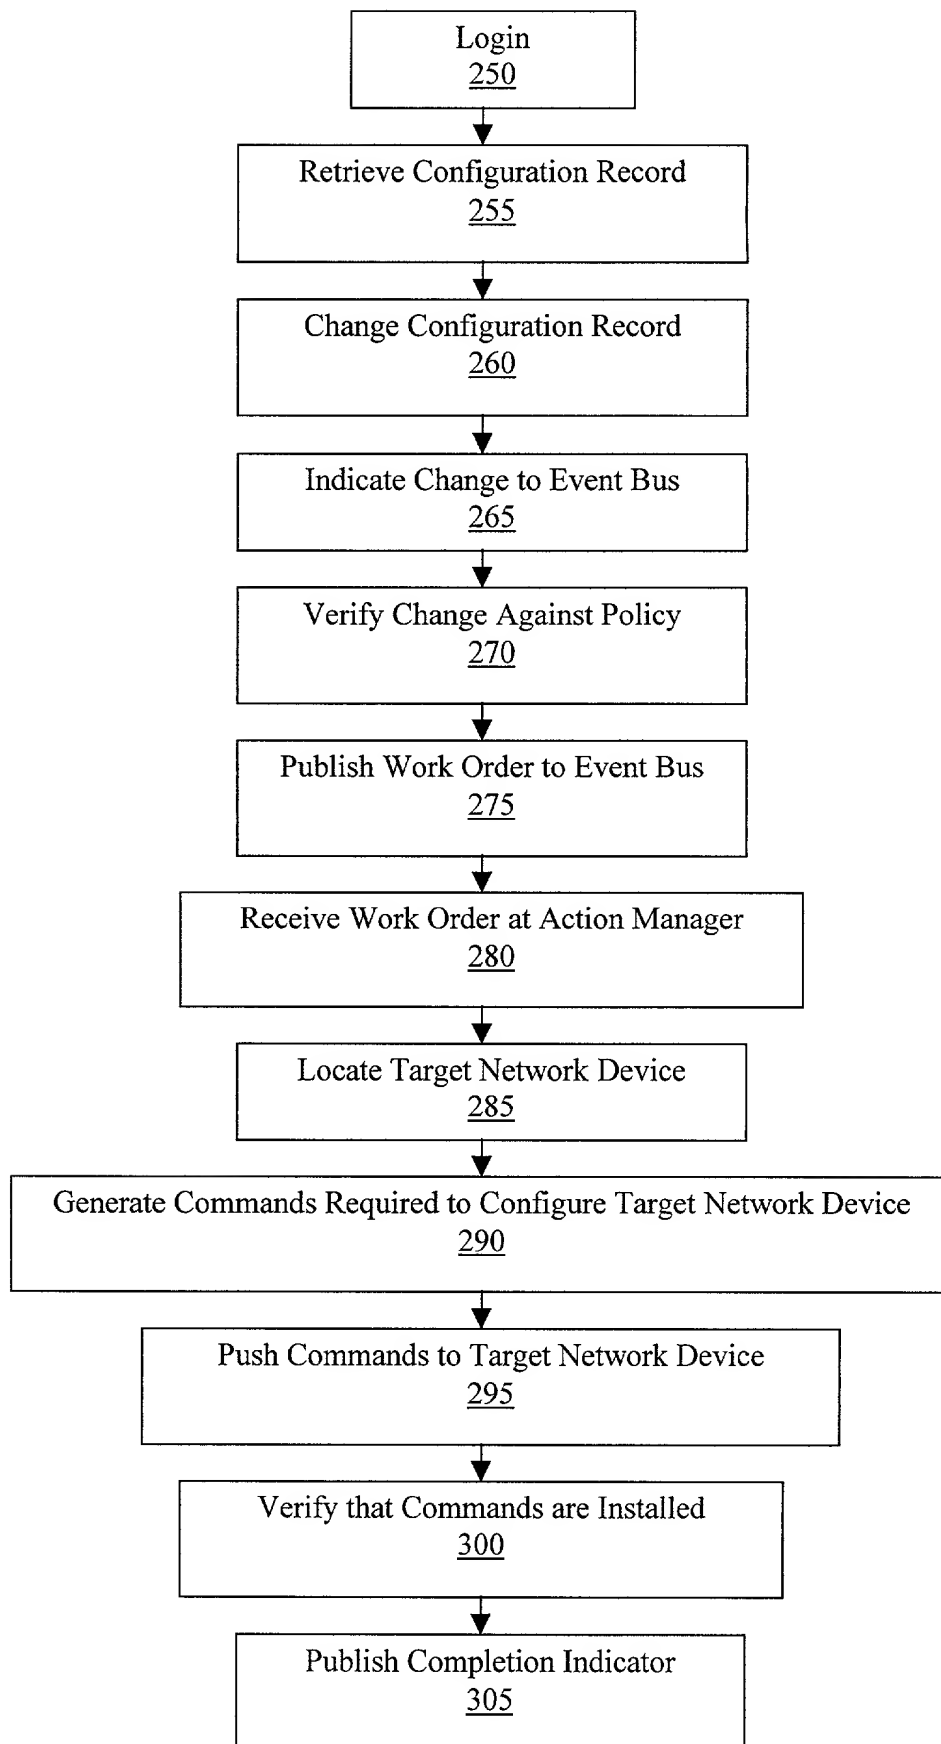 Login
250
Retrieve Configuration Record
255
Change Configuration Record
260
Indicate Change to Event Bus
265
Verify Change Against Policy
270
Publish Work Order to Event Bus
275
Receive Work Order at Action Manager
280
Locate Target Network Device
285
Generate Commands Required to Configure Target Network Device
290
Push Commands to Target Network Device
295
Verify that Commands are Installed
300
Publish Completion Indicator
305